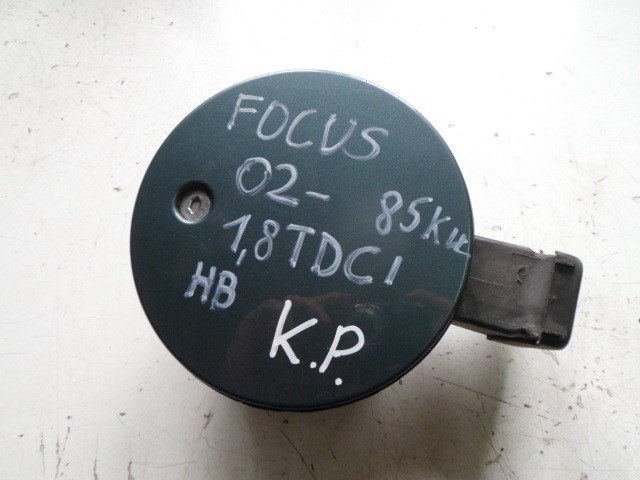 FOCUS
02- 85KW
1,8TDCI
HB
K.P.